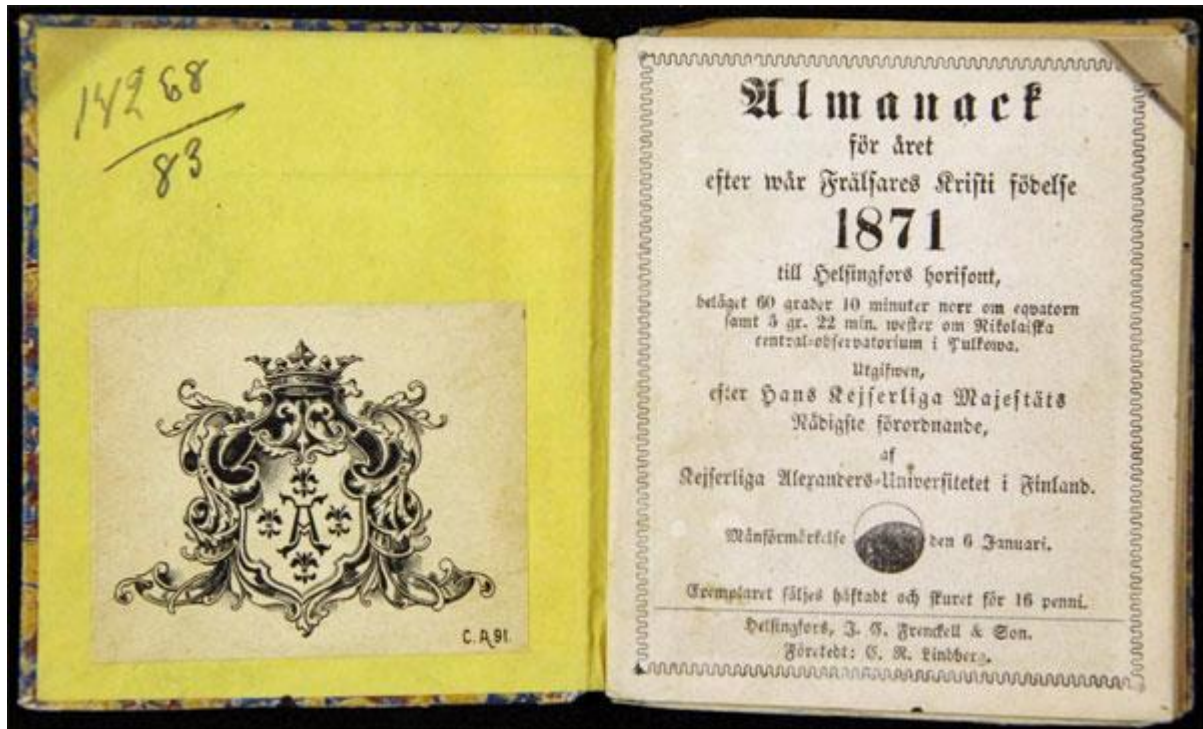 142 68
83
A
C. A 91.
Almanack
för året
efter wår Frälsares Kristi födelse
1871
till Helsingfors horisont,
beläget 60 grader 10 minuter norr om eqvatorn
samt 5 gr. 22 min. wester om Nikolaiska
central-observatorium i Pulkowa.
Utgifwen,
efter Hans Kejserliga Majestäts
Nådigste förordnande,
af
Kejserliga Alexanders-Universitetet i Finland.
Månförmörkelse den 6 Januari.
Exemplaret säljes häftadt och skuret för 16 penni.
Helsingfors, J. C. Frenckell & Son.
Företedt: C. R. Lindberg.